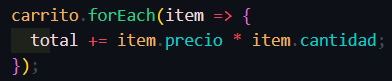 carrito.forEach(item => {
  total += item.precio * item.cantidad;
});